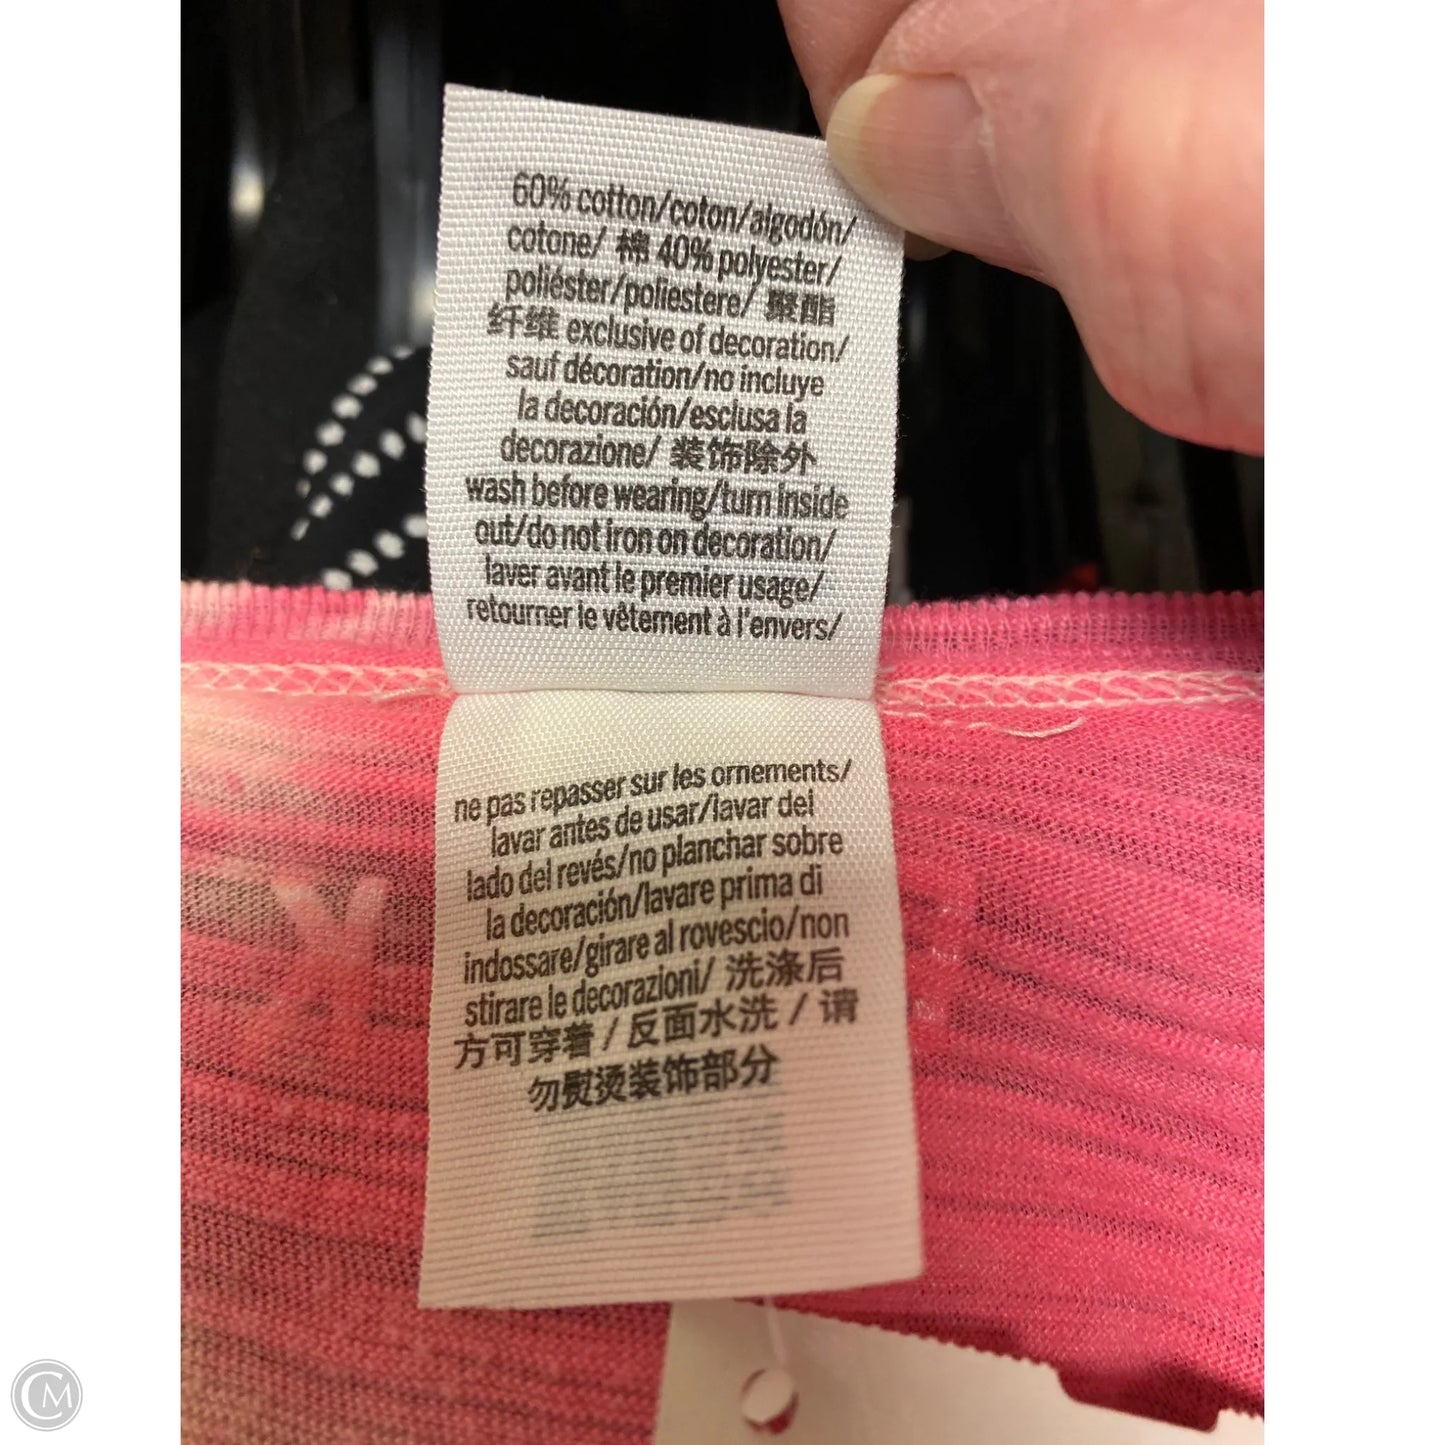 60% cotton/coton/algodón/
cotone/ 棉 40% polyester/
poliéster/poliestere/ 聚酯
纤维 exclusive of decoration/
sauf décoration/no incluye
la decoración/esclusa la
decorazione/ 装饰除外
wash before wearing/turn inside
out/do not iron on decoration/
laver avant le premier usage/
retourner le vêtement à l'envers/
ne pas repasser sur les ornements/
lavar antes de usar/lavar del
lado del revés/no planchar sobre
la decoración/lavare prima di
indossare/girare al rovescio/non
stirare le decorazioni/ 洗涤后
方可穿着 / 反面水洗 / 请
勿熨烫装饰部分
CM